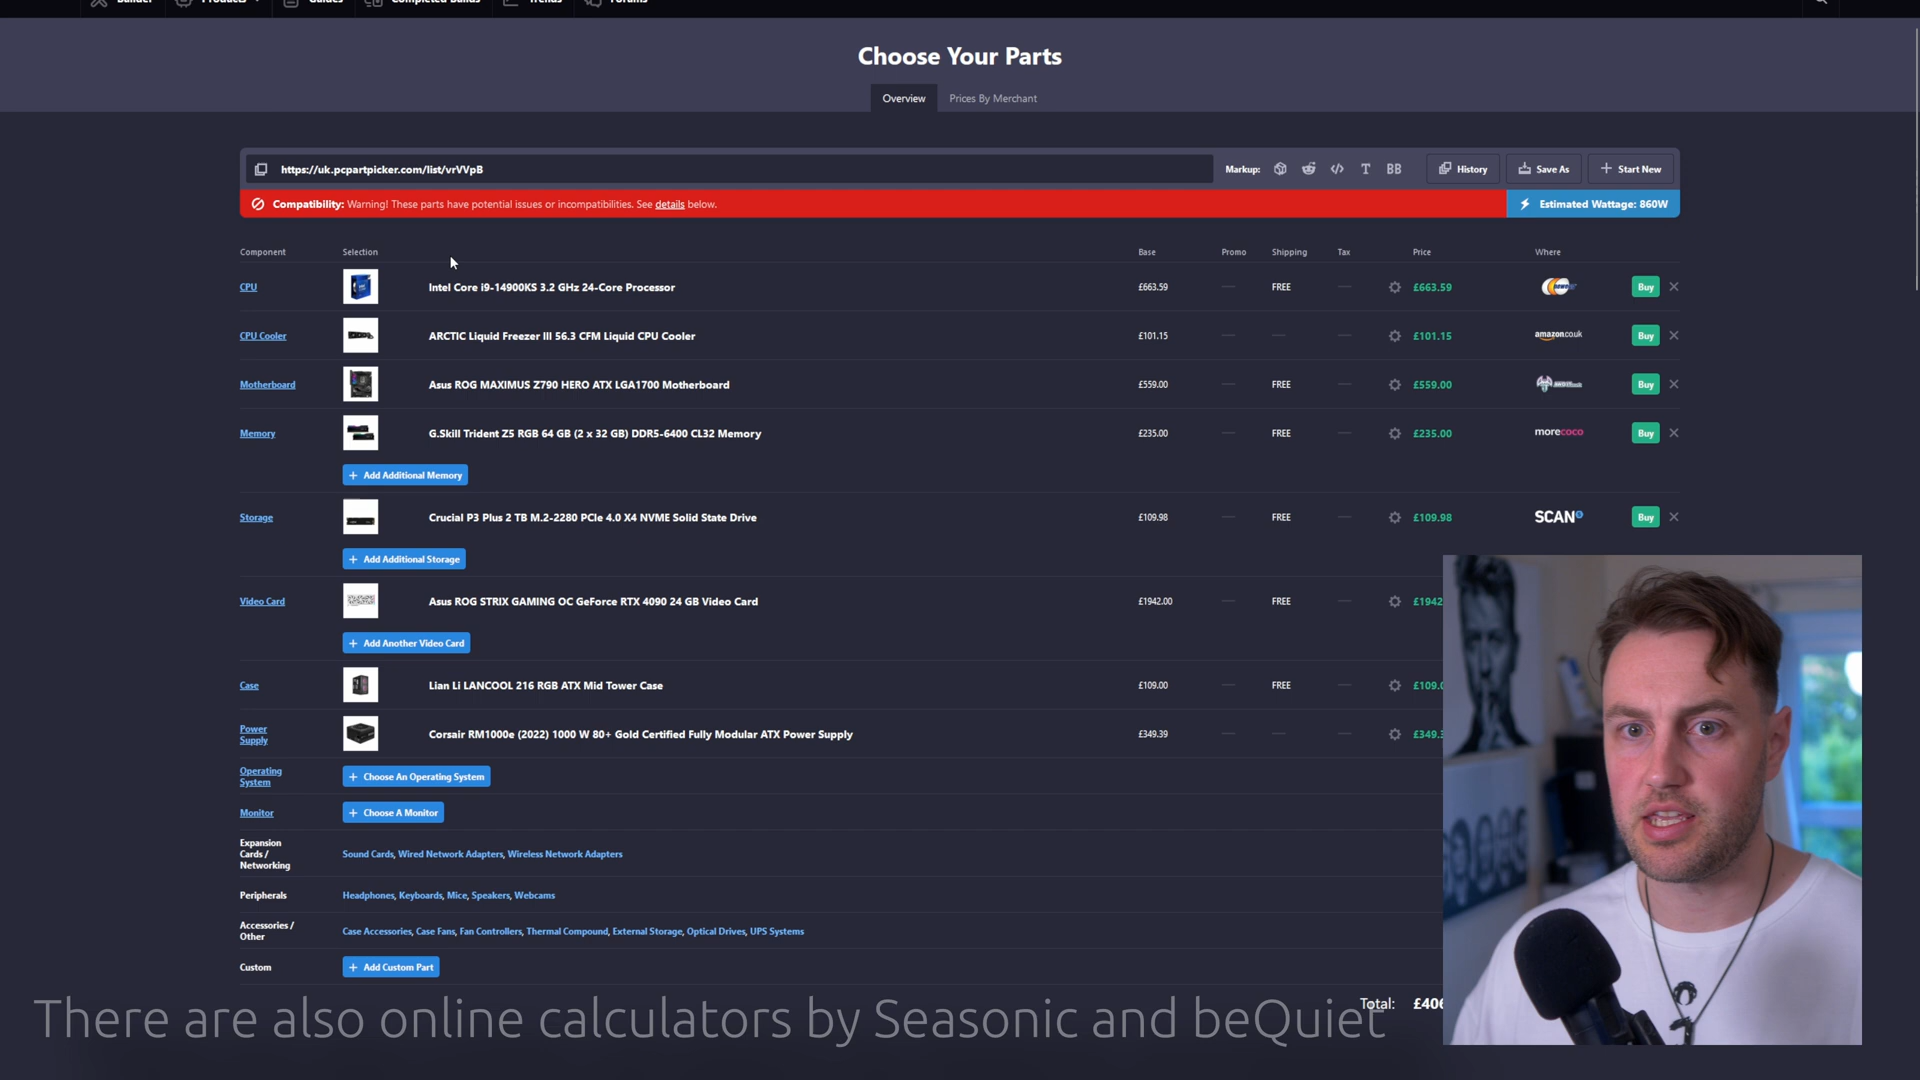 Builder Products Guides Completed Builds Trends Forums
Choose Your Parts
Overview Prices By Merchant
https://uk.pcpartpicker.com/list/vrVVpB Markup: T BB History Save As Start New
Compatibility: Warning! These parts have potential issues or incompatibilities. See details below. Estimated Wattage: 860W
Component Selection Base Promo Shipping Tax Price Where
CPU Intel Core i9-14900KS 3.2 GHz 24-Core Processor £663.59 — FREE — £663.59 Buy
CPU Cooler ARCTIC Liquid Freezer III 56.3 CFM Liquid CPU Cooler £101.15 — — — £101.15 amazon.co.uk Buy
Motherboard Asus ROG MAXIMUS Z790 HERO ATX LGA1700 Motherboard £559.00 — FREE — £559.00 Buy
Memory G.Skill Trident Z5 RGB 64 GB (2 x 32 GB) DDR5-6400 CL32 Memory £235.00 — FREE — £235.00 morecoco Buy
+ Add Additional Memory
Storage Crucial P3 Plus 2 TB M.2-2280 PCIe 4.0 X4 NVME Solid State Drive £109.98 — FREE — £109.98 SCAN Buy
+ Add Additional Storage
Video Card Asus ROG STRIX GAMING OC GeForce RTX 4090 24 GB Video Card £1942.00 — FREE — £1942
+ Add Another Video Card
Case Lian Li LANCOOL 216 RGB ATX Mid Tower Case £109.00 — FREE — £109.0
Power Supply Corsair RM1000e (2022) 1000 W 80+ Gold Certified Fully Modular ATX Power Supply £349.39 — — — £349.3
Operating System + Choose An Operating System
Monitor + Choose A Monitor
Expansion Cards / Networking Sound Cards, Wired Network Adapters, Wireless Network Adapters
Peripherals Headphones, Keyboards, Mice, Speakers, Webcams
Accessories / Other Case Accessories, Case Fans, Fan Controllers, Thermal Compound, External Storage, Optical Drives, UPS Systems
Custom + Add Custom Part
Total: £406
There are also online calculators by Seasonic and beQuiet